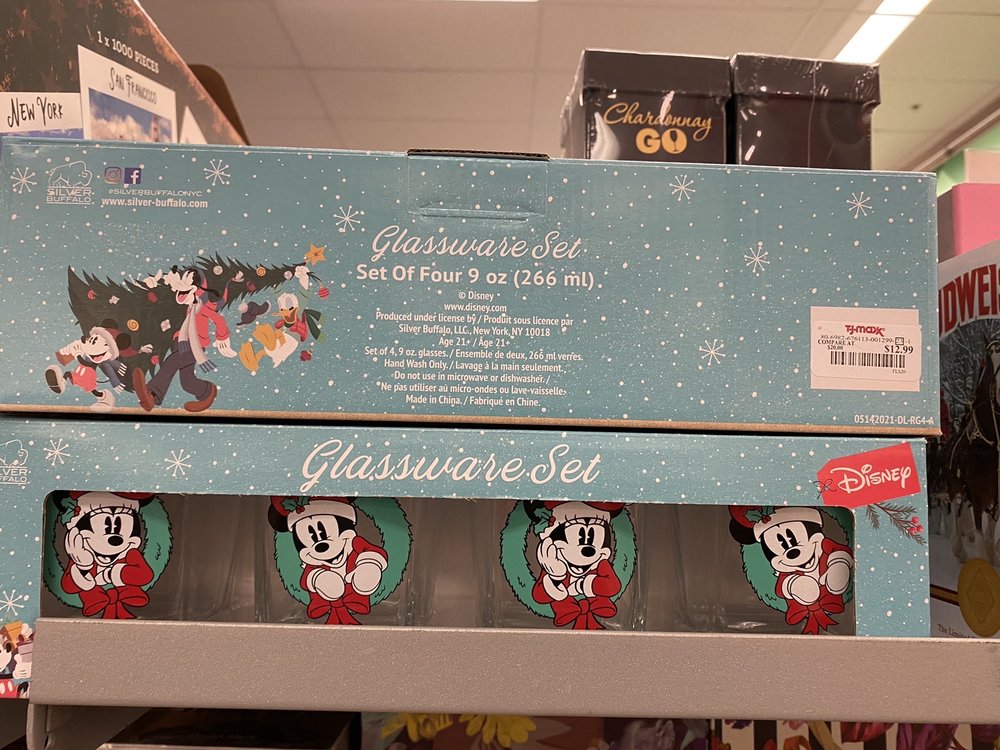 1 x 1000 PIECES
NEW YORK
SAN FRANCISCO
Chardonnay
GO
SILVER
BUFFALO
@SILVERBUFFALONYC
www.silver-buffalo.com
Glassware Set
Set Of Four 9 oz (266 ml)
© Disney
www.disney.com
Produced under license by / Produit sous licence par
Silver Buffalo, LLC., New York, NY 10018
Age 21+ / Age 21+
Set of 4, 9 oz. glasses. / Ensemble de deux, 266 ml verres.
Hand Wash Only. / Lavage à la main seulement.
Do not use in microwave or dishwasher. /
Ne pas utiliser au micro-ondes ou lave-vaisselle.
Made in China. / Fabriqué en Chine.
T.J.maxx
COMPARE AT
$20.00
$12.99
05142021-DL-RG4-A
VER
FFALO
Glassware Set
DISNEY
DWEI